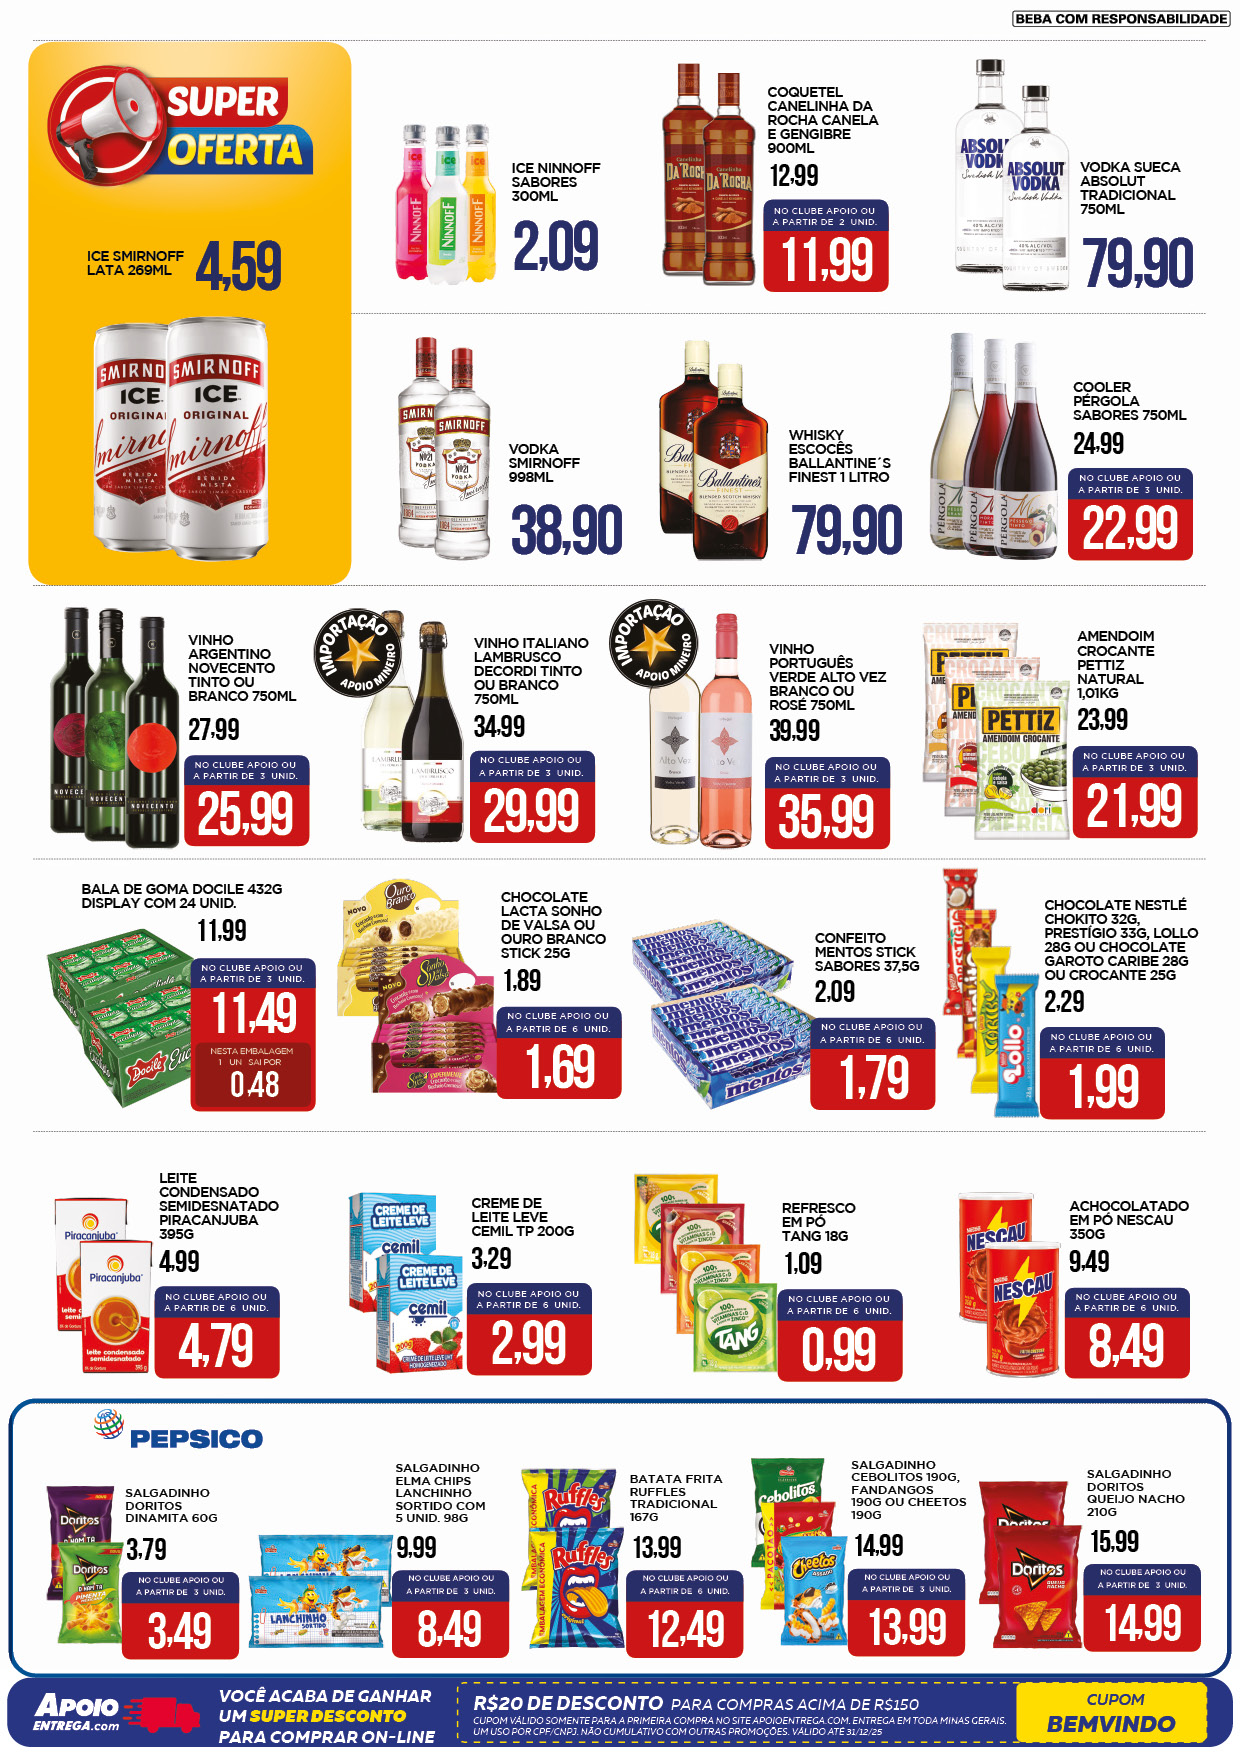 BEBA COM RESPONSABILIDADE
SUPER
OFERTA
ICE SMIRNOFF
LATA 269ML
4,59
SMIRNOFF
ICE
ORIGINAL
ICE NINNOFF
SABORES
300ML
2,09
COQUETEL
CANELINHA DA
ROCHA CANELA
E GENGIBRE
900ML
12,99
NO CLUBE APOIO OU
A PARTIR DE 2 UNID.
11,99
VODKA SUECA
ABSOLUT
TRADICIONAL
750ML
79,90
VODKA
SMIRNOFF
998ML
38,90
WHISKY
ESCOCÊS
BALLANTINE´S
FINEST 1 LITRO
79,90
COOLER
PÉRGOLA
SABORES 750ML
24,99
NO CLUBE APOIO OU
A PARTIR DE 3 UNID.
22,99
VINHO
ARGENTINO
NOVECENTO
TINTO OU
BRANCO 750ML
27,99
NO CLUBE APOIO OU
A PARTIR DE 3 UNID.
25,99
IMPORTAÇÃO
APOIO MINEIRO
VINHO ITALIANO
LAMBRUSCO
DECORDI TINTO
OU BRANCO
750ML
34,99
NO CLUBE APOIO OU
A PARTIR DE 3 UNID.
29,99
IMPORTAÇÃO
APOIO MINEIRO
VINHO
PORTUGUÊS
VERDE ALTO VEZ
BRANCO OU
ROSÉ 750ML
39,99
NO CLUBE APOIO OU
A PARTIR DE 3 UNID.
35,99
AMENDOIM
CROCANTE
PETTIZ
NATURAL
1,01KG
23,99
NO CLUBE APOIO OU
A PARTIR DE 3 UNID.
21,99
BALA DE GOMA DOCILE 432G
DISPLAY COM 24 UNID.
11,99
NO CLUBE APOIO OU
A PARTIR DE 3 UNID.
11,49
NESTA EMBALAGEM
1 UN SAI POR
0,48
CHOCOLATE
LACTA SONHO
DE VALSA OU
OURO BRANCO
STICK 25G
1,89
NO CLUBE APOIO OU
A PARTIR DE 6 UNID.
1,69
CONFEITO
MENTOS STICK
SABORES 37,5G
2,09
NO CLUBE APOIO OU
A PARTIR DE 6 UNID.
1,79
CHOCOLATE NESTLÉ
CHOKITO 32G,
PRESTÍGIO 33G, LOLLO
28G OU CHOCOLATE
GAROTO CARIBE 28G
OU CROCANTE 25G
2,29
NO CLUBE APOIO OU
A PARTIR DE 6 UNID.
1,99
LEITE
CONDENSADO
SEMIDESNATADO
PIRACANJUBA
395G
4,99
NO CLUBE APOIO OU
A PARTIR DE 6 UNID.
4,79
CREME DE
LEITE LEVE
CEMIL TP 200G
3,29
NO CLUBE APOIO OU
A PARTIR DE 6 UNID.
2,99
REFRESCO
EM PÓ
TANG 18G
1,09
NO CLUBE APOIO OU
A PARTIR DE 6 UNID.
0,99
ACHOCOLATADO
EM PÓ NESCAU
350G
9,49
NO CLUBE APOIO OU
A PARTIR DE 6 UNID.
8,49
PEPSICO
SALGADINHO
DORITOS
DINAMITA 60G
3,79
NO CLUBE APOIO OU
A PARTIR DE 3 UNID.
3,49
SALGADINHO
ELMA CHIPS
LANCHINHO
SORTIDO COM
5 UNID. 98G
9,99
NO CLUBE APOIO OU
A PARTIR DE 3 UNID.
8,49
BATATA FRITA
RUFFLES
TRADICIONAL
167G
13,99
NO CLUBE APOIO OU
A PARTIR DE 6 UNID.
12,49
SALGADINHO
CEBOLITOS 190G,
FANDANGOS
190G OU CHEETOS
190G
14,99
NO CLUBE APOIO OU
A PARTIR DE 3 UNID.
13,99
SALGADINHO
DORITOS
QUEIJO NACHO
210G
15,99
NO CLUBE APOIO OU
A PARTIR DE 3 UNID.
14,99
APOIO
ENTREGA.com
VOCÊ ACABA DE GANHAR
UM SUPER DESCONTO
PARA COMPRAR ON-LINE
R$20 DE DESCONTO PARA COMPRAS ACIMA DE R$150
CUPOM VÁLIDO SOMENTE PARA A PRIMEIRA COMPRA NO SITE APOIOENTREGA.COM. ENTREGA EM TODA MINAS GERAIS.
UM USO POR CPF/CNPJ. NÃO CUMULATIVO COM OUTRAS PROMOÇÕES. VÁLIDO ATÉ 31/12/25
CUPOM
BEMVINDO